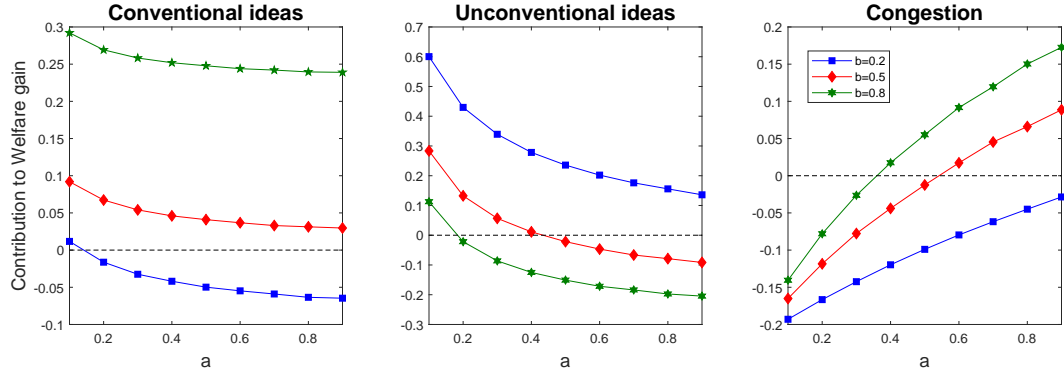 Conventional ideas
Contribution to Welfare gain
0.3
0.25
0.2
0.15
0.1
0.05
0
-0.05
-0.1
0.2 0.4 0.6 0.8
a
Unconventional ideas
0.7
0.6
0.5
0.4
0.3
0.2
0.1
0
-0.1
-0.2
-0.3
0.2 0.4 0.6 0.8
a
Congestion
0.2
0.15
0.1
0.05
0
-0.05
-0.1
-0.15
-0.2
b=0.2
b=0.5
b=0.8
0.2 0.4 0.6 0.8
a